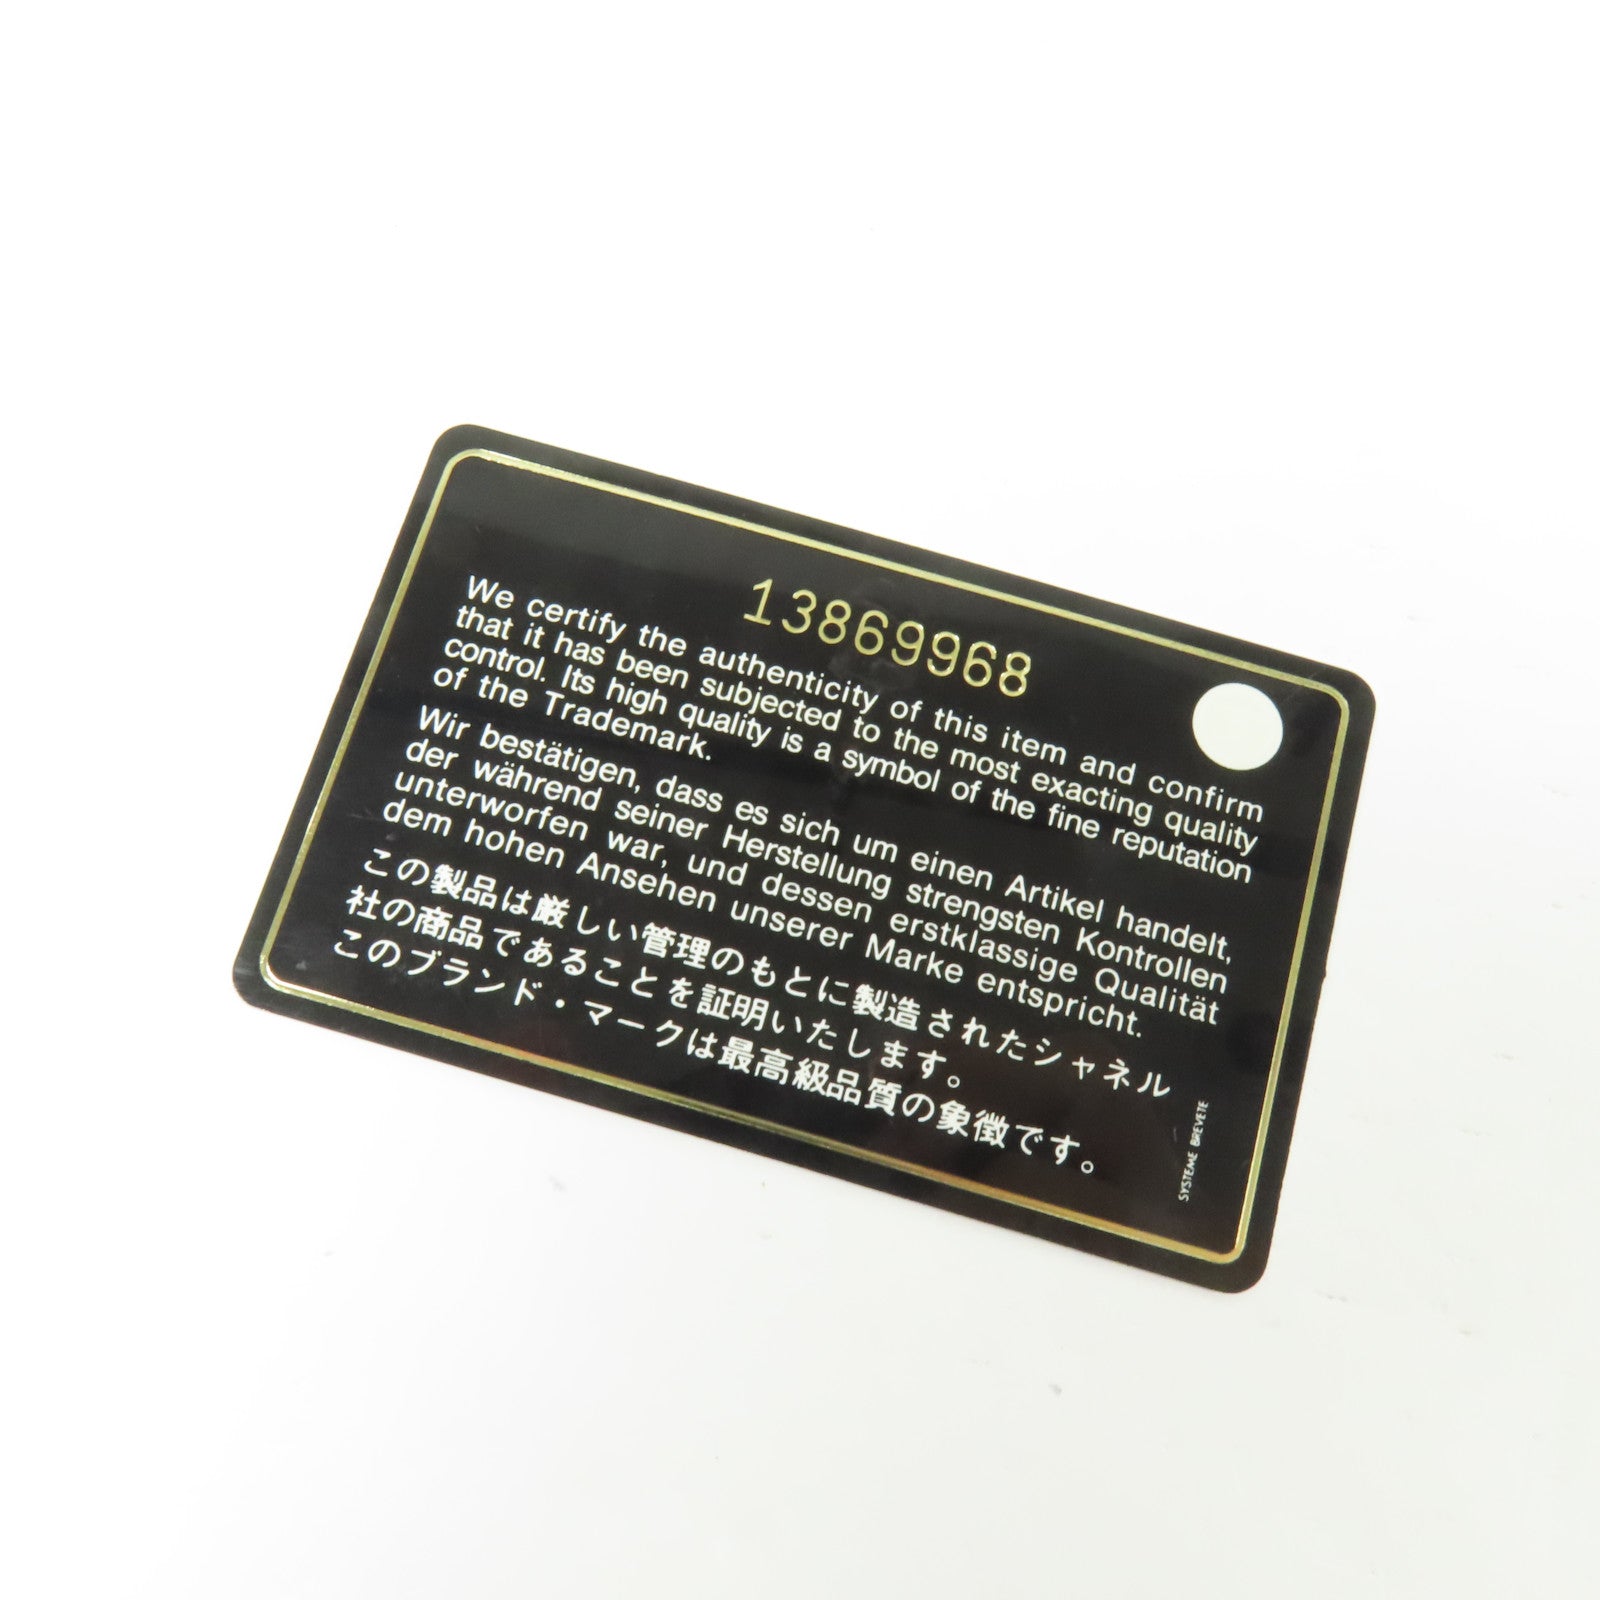 13869968
We certify the authenticity of this item and confirm
that it has been subjected to the most exacting quality
control. Its high quality is a symbol of the fine reputation
of the Trademark.
Wir bestätigen, dass es sich um einen Artikel handelt,
der während seiner Herstellung strengsten Kontrollen
unterworfen war, und dessen erstklassige Qualität
dem hohen Ansehen unserer Marke entspricht.
この製品は厳しい管理のもとに製造されたシャネル
社の商品であることを証明いたします。
このブランド・マークは最高級品質の象徴です。
SYSTEME BREVETE